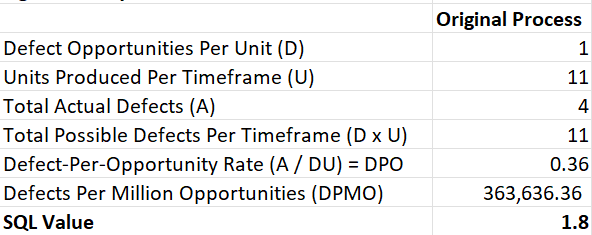 Original Process
Defect Opportunities Per Unit (D) 1
Units Produced Per Timeframe (U) 11
Total Actual Defects (A) 4
Total Possible Defects Per Timeframe (D x U) 11
Defect-Per-Opportunity Rate (A / DU) = DPO 0.36
Defects Per Million Opportunities (DPMO) 363,636.36
SQL Value 1.8